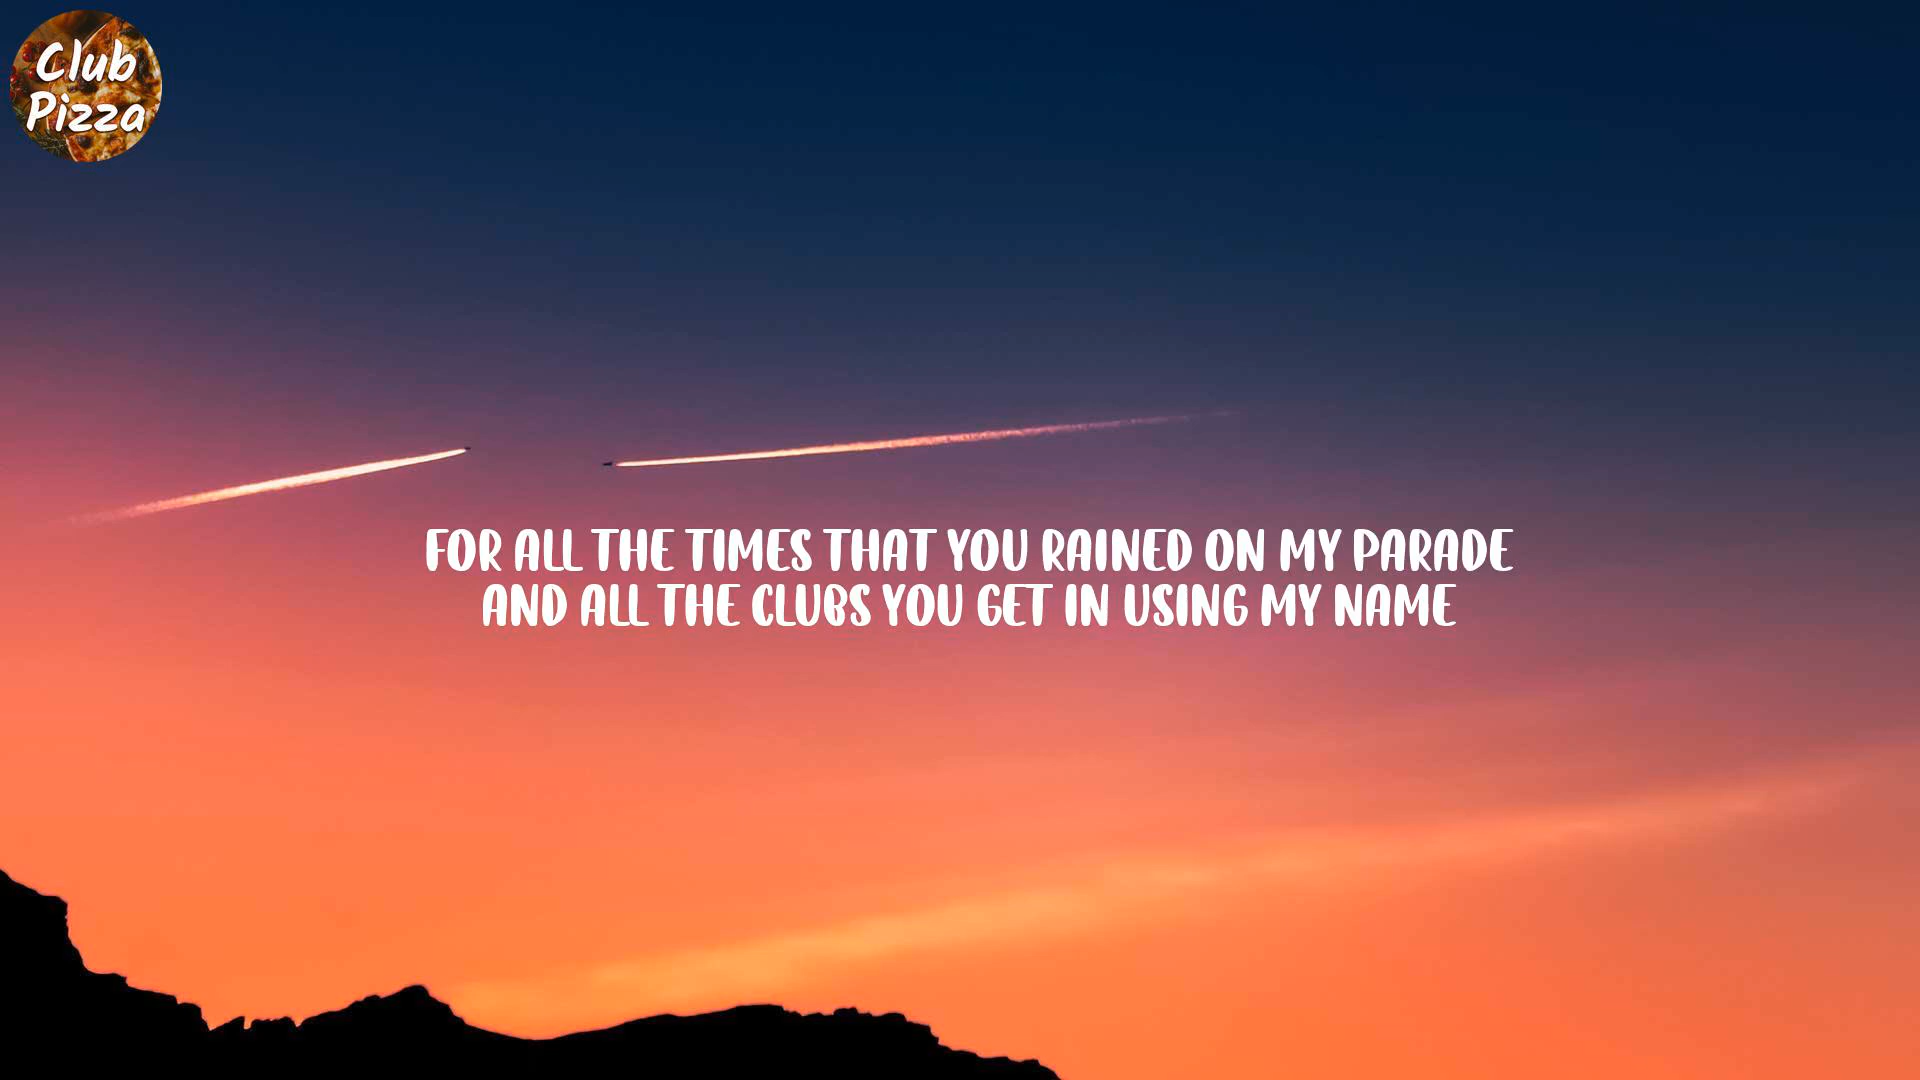 Club
Pizza
FOR ALL THE TIMES THAT YOU RAINED ON MY PARADE
AND ALL THE CLUBS YOU GET IN USING MY NAME